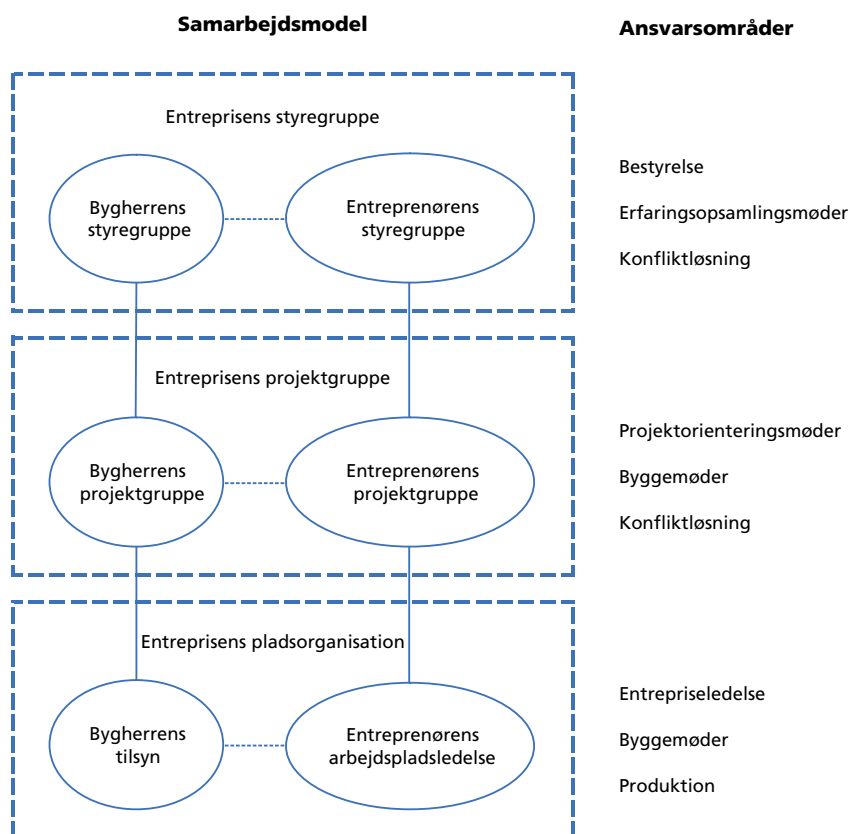 Samarbejdsmodel
Ansvarsområder
Entreprisens styregruppe
Bygherrens
styregruppe
Entreprenørens
styregruppe
Bestyrelse
Erfaringsopsamlingsmøder
Konfliktløsning
Entreprisens projektgruppe
Bygherrens
projektgruppe
Entreprenørens
projektgruppe
Projektorienteringsmøder
Byggemøder
Konfliktløsning
Entreprisens pladsorganisation
Bygherrens
tilsyn
Entreprenørens
arbejdspladsledelse
Entrepriseledelse
Byggemøder
Produktion